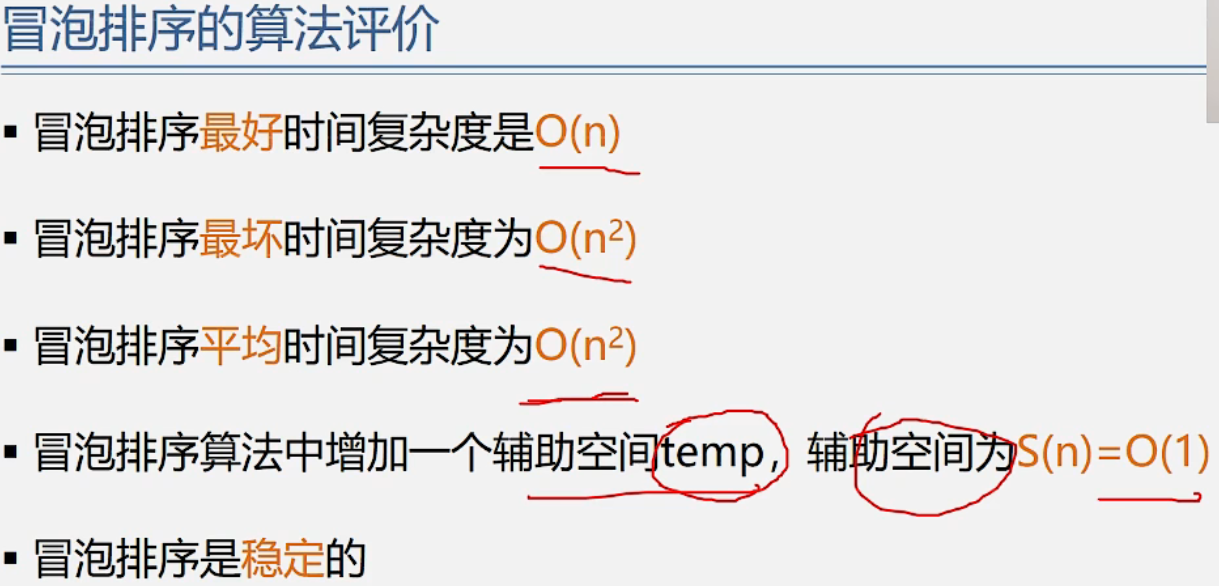 冒泡排序的算法评价
▪ 冒泡排序最好时间复杂度是O(n)
▪ 冒泡排序最坏时间复杂度为O(n²)
▪ 冒泡排序平均时间复杂度为O(n²)
▪ 冒泡排序算法中增加一个辅助空间temp，辅助空间为S(n)=O(1)
▪ 冒泡排序是稳定的